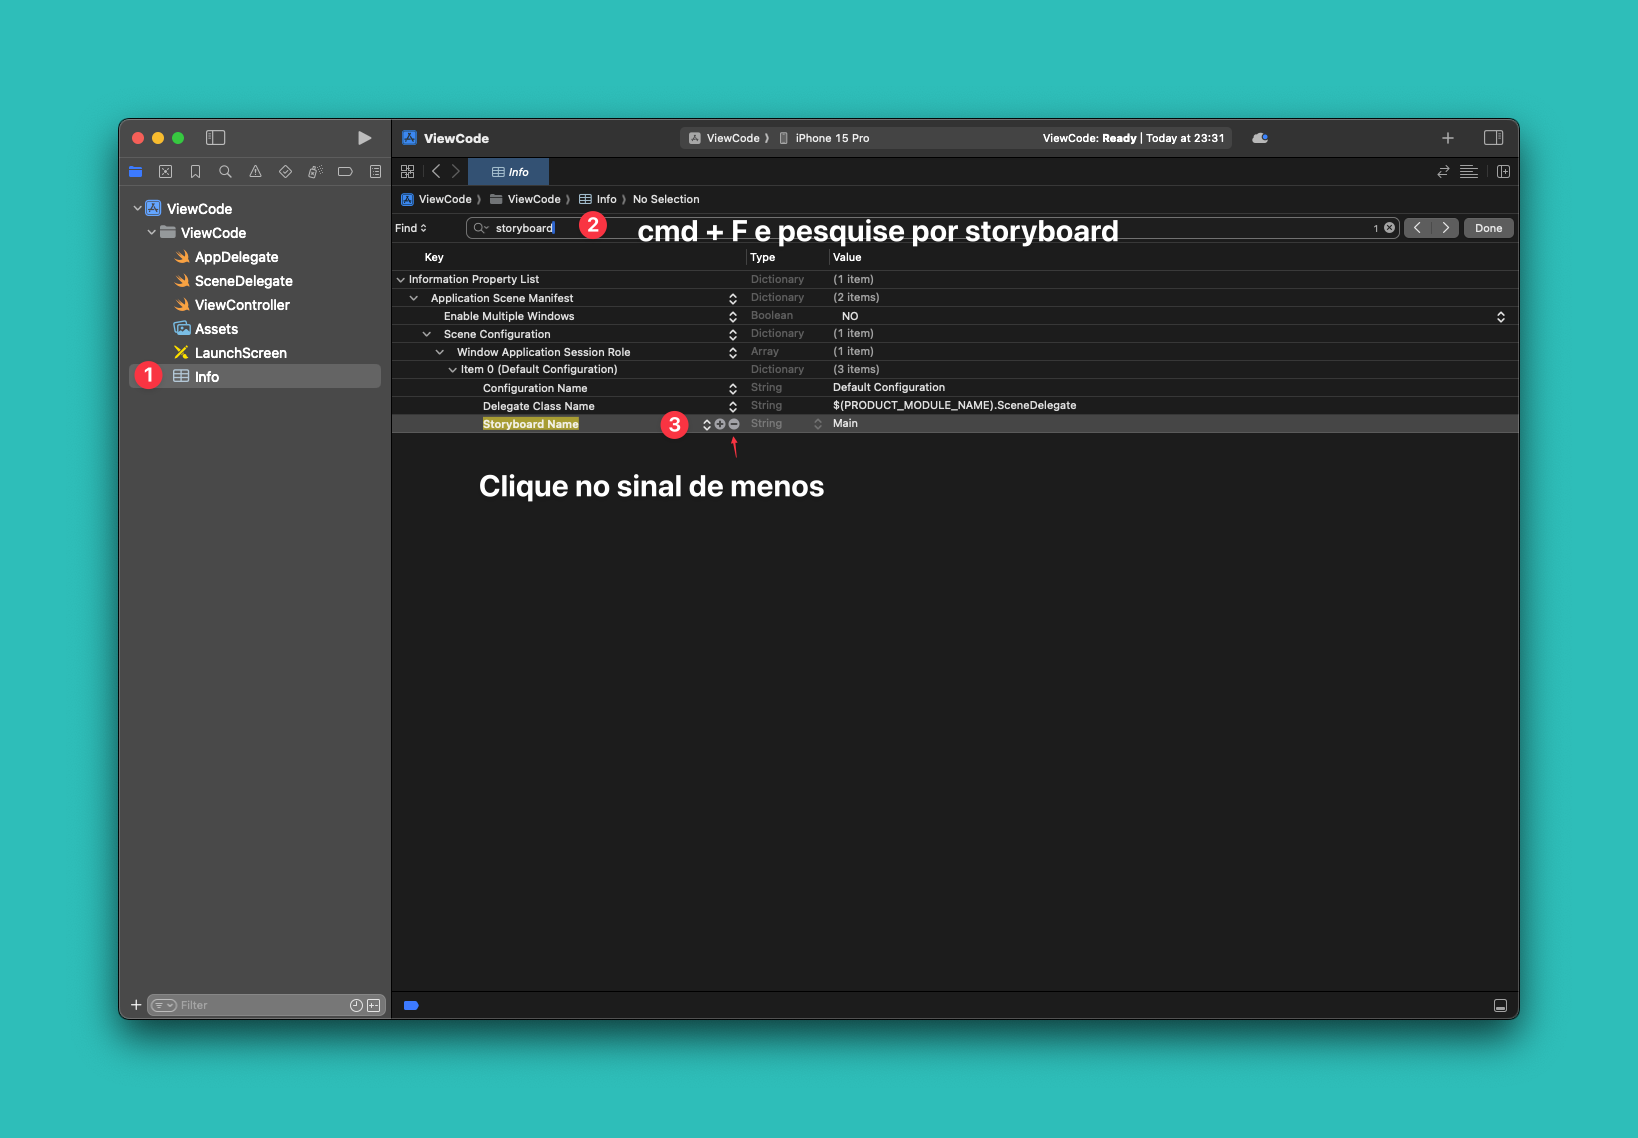 ViewCode
ViewCode
iPhone 15 Pro
ViewCode: Ready | Today at 23:31
Info
ViewCode
ViewCode
Info
No Selection
Find
storyboard
2
cmd + F e pesquise por storyboard
1
Done
Key
Type
Value
Information Property List
Dictionary
(1 item)
Application Scene Manifest
Dictionary
(2 items)
Enable Multiple Windows
Boolean
NO
Scene Configuration
Dictionary
(1 item)
Window Application Session Role
Array
(1 item)
Item 0 (Default Configuration)
Dictionary
(3 items)
Configuration Name
String
Default Configuration
Delegate Class Name
String
$(PRODUCT_MODULE_NAME).SceneDelegate
Storyboard Name
3
String
Main
Clique no sinal de menos
ViewCode
ViewCode
AppDelegate
SceneDelegate
ViewController
Assets
LaunchScreen
1
Info
Filter